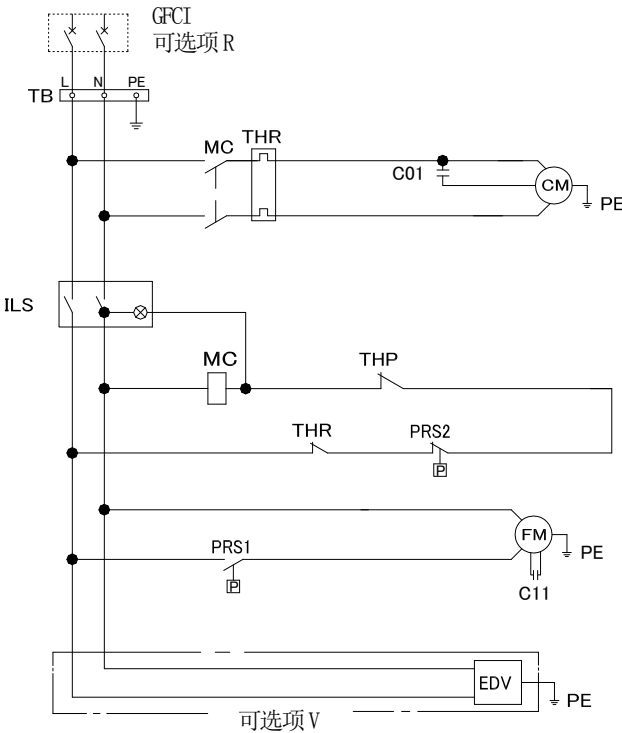 GFCI
可选项R
L N PE
TB
MC THR
C01
CM
PE
ILS
MC
THP
THR
PRS2
P
FM
PE
PRS1
P
C11
EDV
PE
可选项V